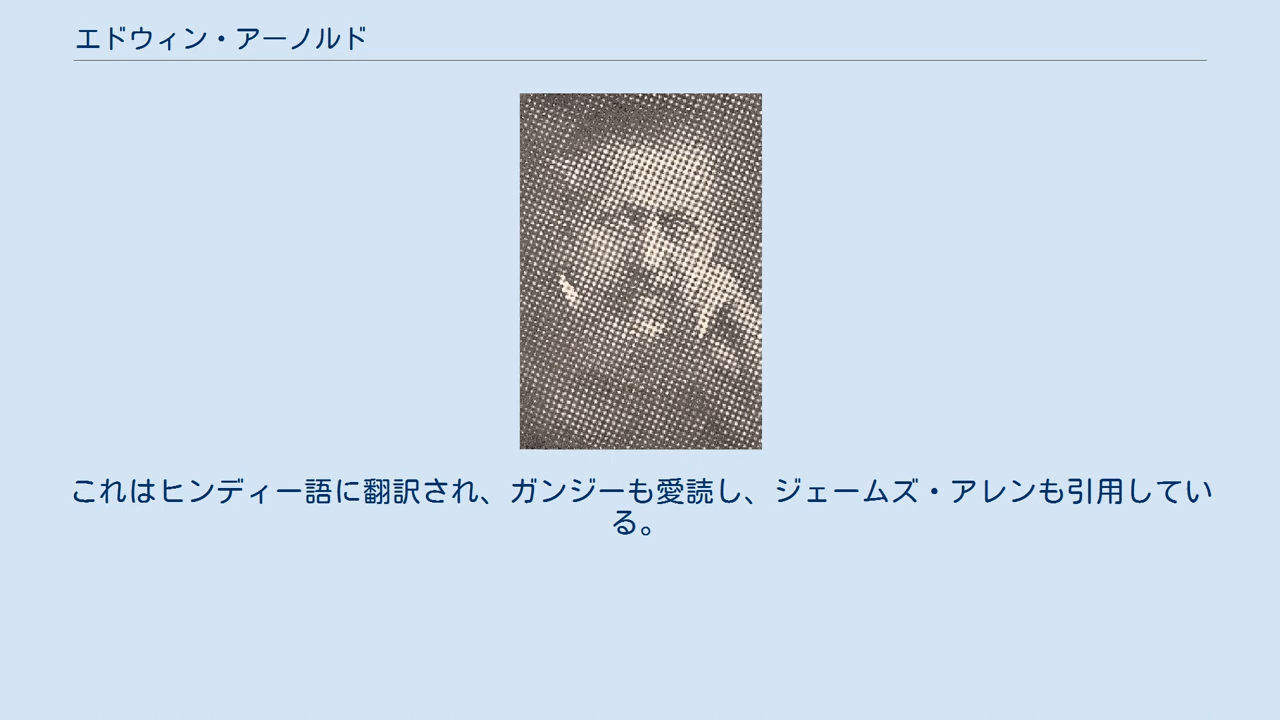 エドウィン・アーノルド
これはヒンディー語に翻訳され、ガンジーも愛読し、ジェームズ・アレンも引用してい
る。